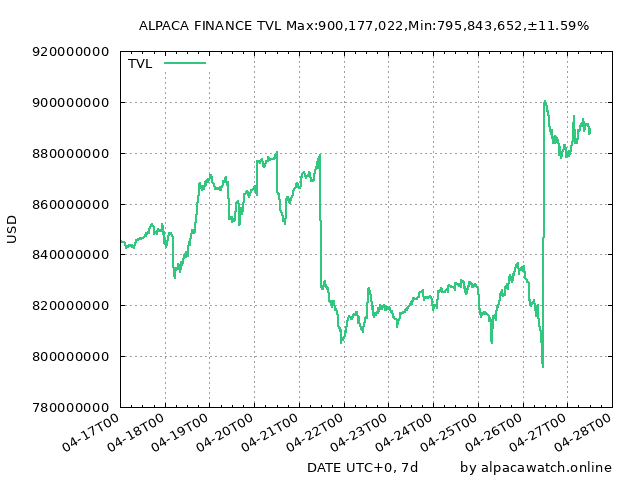 ALPACA FINANCE TVL Max:900,177,022,Min:795,843,652,±11.59%
920000000
TVL
900000000
880000000
860000000
USD
840000000
820000000
800000000
780000000
04-17T00 04-18T00 04-19T00 04-20T00 04-21T00 04-22T00 04-23T00 04-24T00 04-25T00 04-26T00 04-27T00 04-28T00
DATE UTC+0, 7d by alpacawatch.online